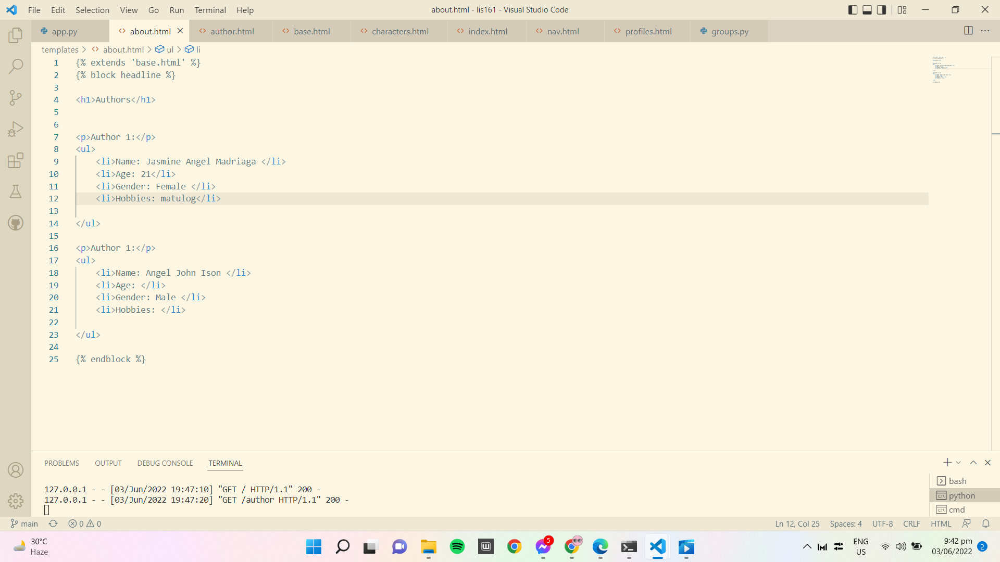 File Edit Selection View Go Run Terminal Help about.html - lis161 - Visual Studio Code
app.py about.html author.html base.html characters.html index.html nav.html profiles.html groups.py
templates > about.html > ul > li
1 {% extends 'base.html' %}
2 {% block headline %}
3
4 <h1>Authors</h1>
5
6
7 <p>Author 1:</p>
8 <ul>
9 <li>Name: Jasmine Angel Madriaga </li>
10 <li>Age: 21</li>
11 <li>Gender: Female </li>
12 <li>Hobbies: matulog</li>
13
14 </ul>
15
16 <p>Author 1:</p>
17 <ul>
18 <li>Name: Angel John Ison </li>
19 <li>Age: </li>
20 <li>Gender: Male </li>
21 <li>Hobbies: </li>
22
23 </ul>
24
25 {% endblock %}
PROBLEMS OUTPUT DEBUG CONSOLE TERMINAL
127.0.0.1 - - [03/Jun/2022 19:47:10] "GET / HTTP/1.1" 200 -
127.0.0.1 - - [03/Jun/2022 19:47:20] "GET /author HTTP/1.1" 200 -
bash
python
cmd
main 0 0 Ln 12, Col 25 Spaces: 4 UTF-8 CRLF HTML
30°C
Haze
5
ENG
US
9:42 pm
03/06/2022
2